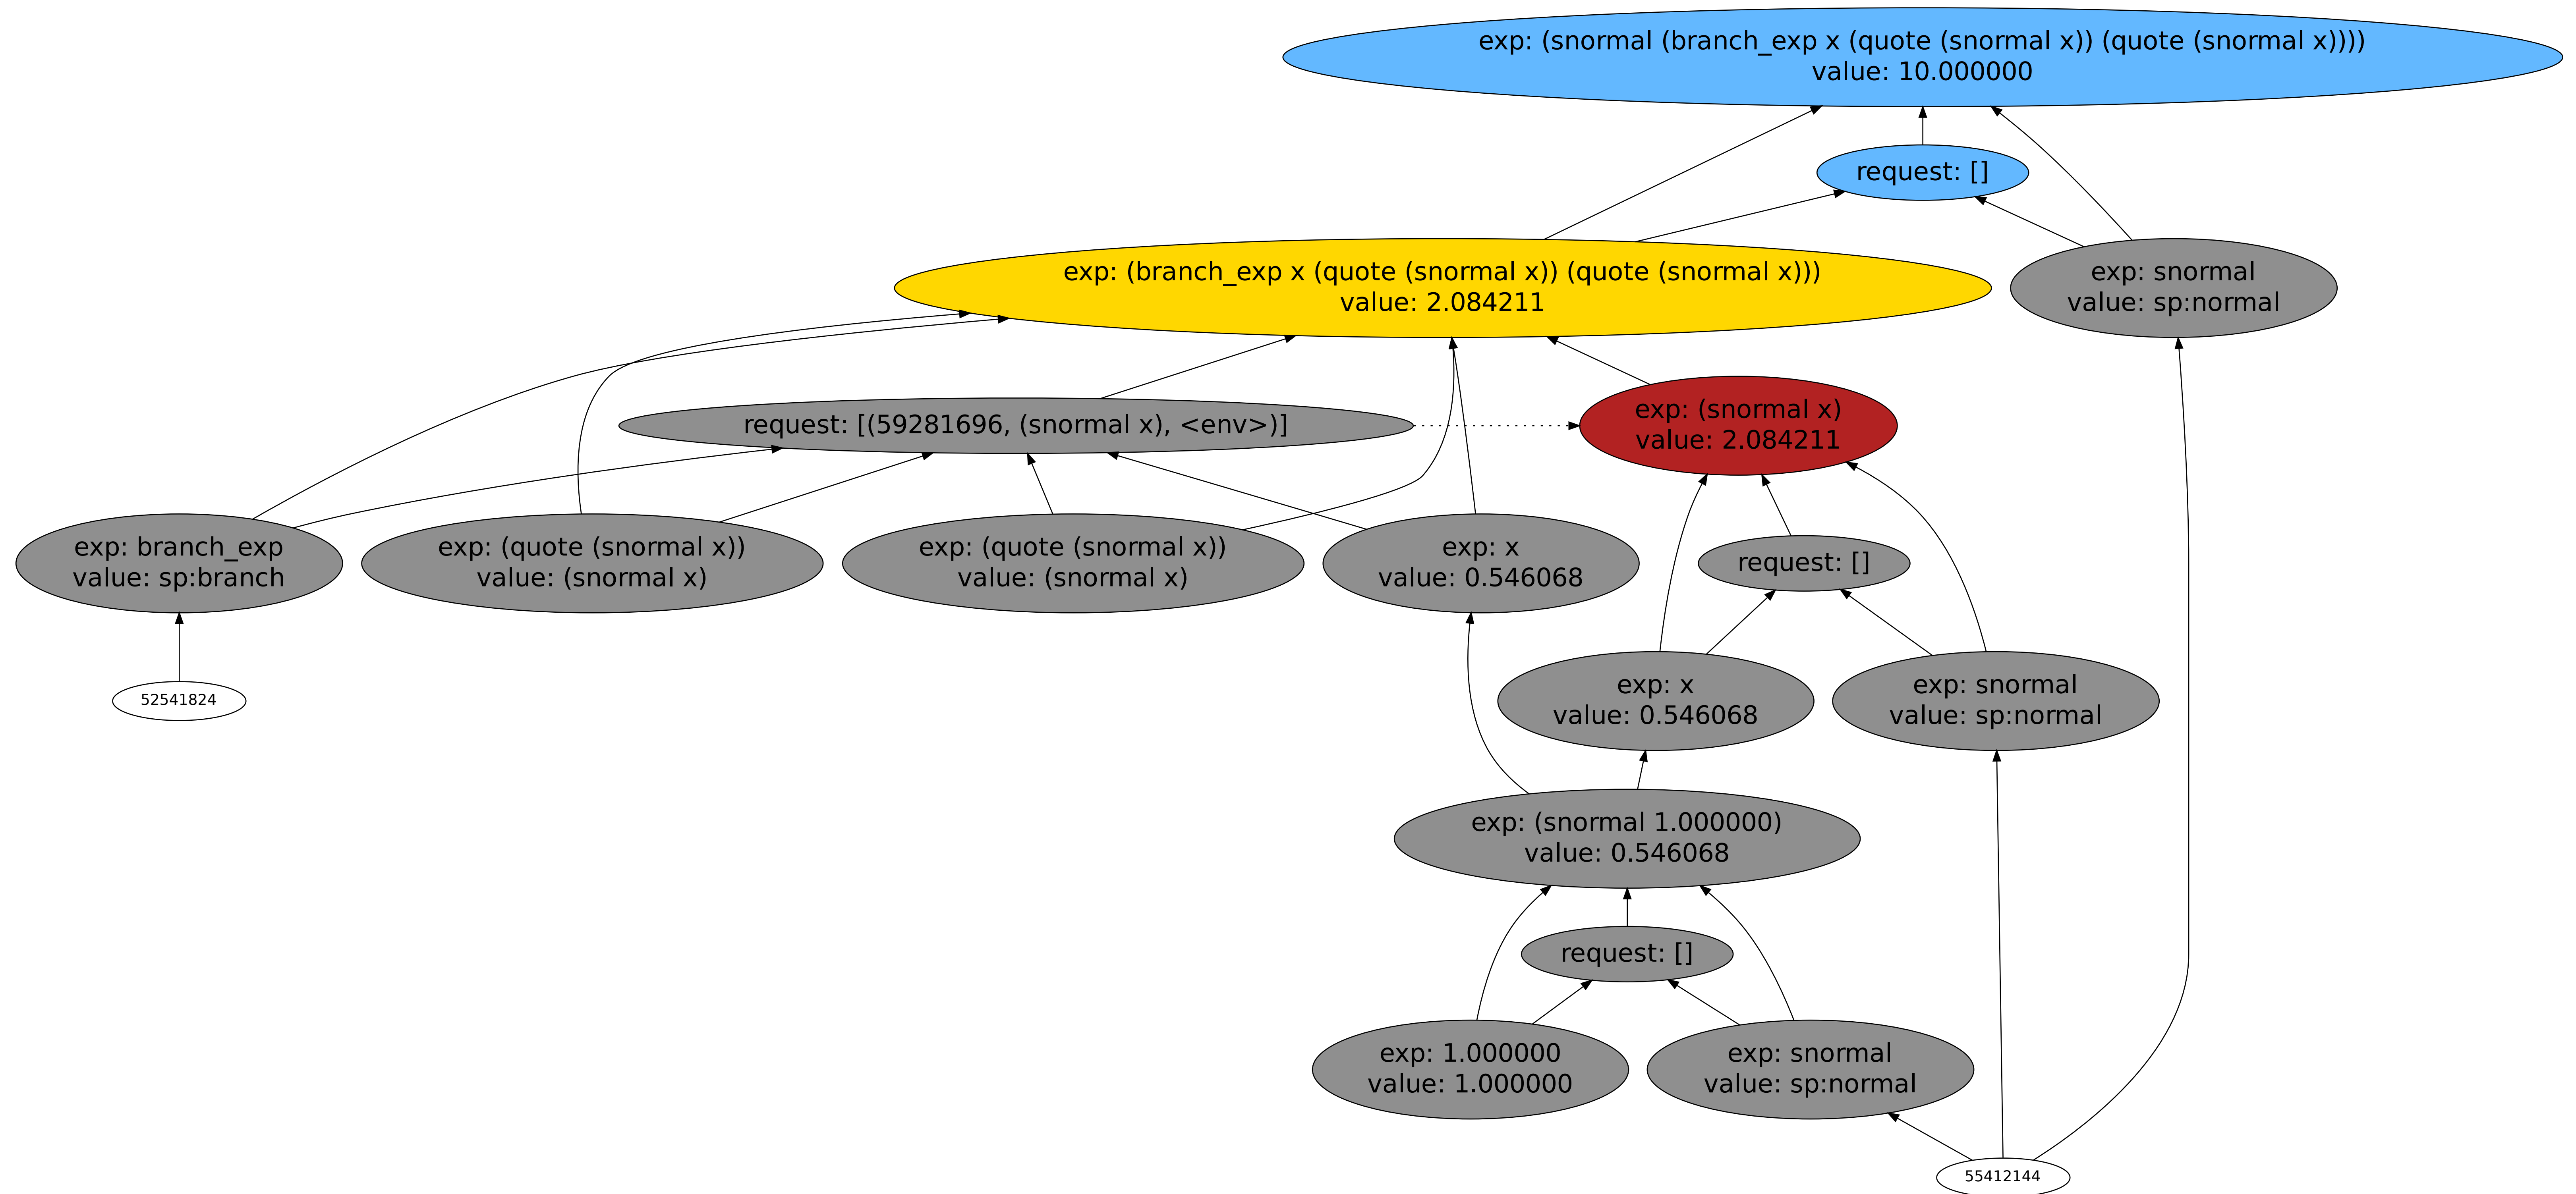 exp: (snormal (branch_exp x (quote (snormal x)) (quote (snormal x))))
value: 10.000000
request: []
exp: (branch_exp x (quote (snormal x)) (quote (snormal x)))
value: 2.084211
exp: snormal
value: sp:normal
request: [(59281696, (snormal x), <env>)]
exp: (snormal x)
value: 2.084211
exp: branch_exp
value: sp:branch
exp: (quote (snormal x))
value: (snormal x)
exp: (quote (snormal x))
value: (snormal x)
exp: x
value: 0.546068
request: []
52541824
exp: x
value: 0.546068
exp: snormal
value: sp:normal
exp: (snormal 1.000000)
value: 0.546068
request: []
exp: 1.000000
value: 1.000000
exp: snormal
value: sp:normal
55412144